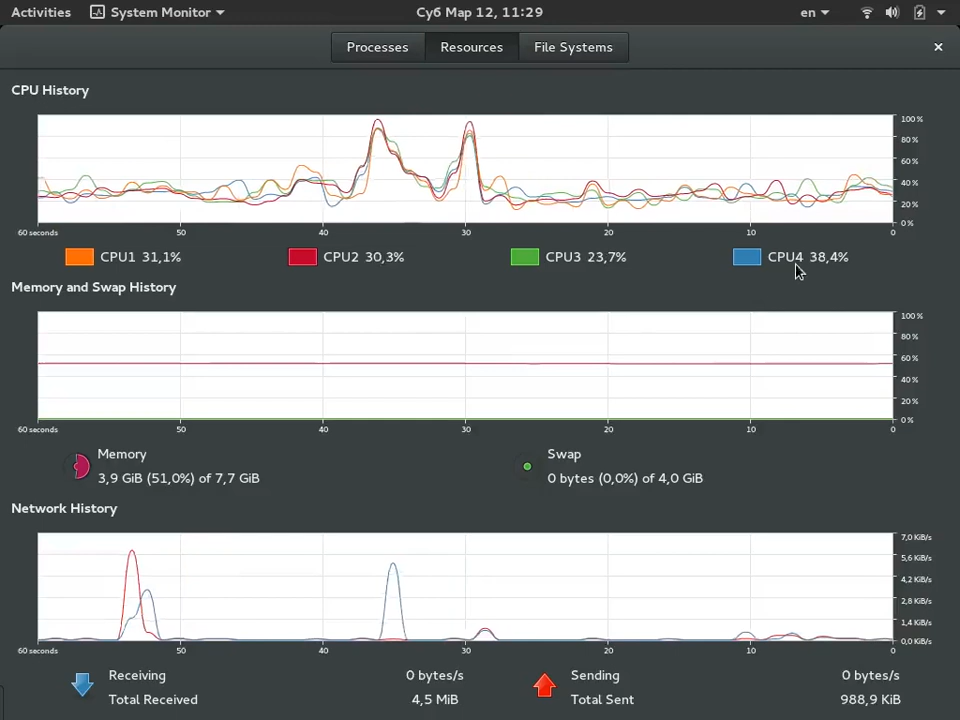 Activities System Monitor Суб Мар 12, 11:29 en
Processes Resources File Systems
CPU History
100 %
80 %
60 %
40 %
20 %
0 %
60 seconds 50 40 30 20 10 0
CPU1 31,1% CPU2 30,3% CPU3 23,7% CPU4 38,4%
Memory and Swap History
100 %
80 %
60 %
40 %
20 %
0 %
60 seconds 50 40 30 20 10 0
Memory Swap
3,9 GiB (51,0%) of 7,7 GiB 0 bytes (0,0%) of 4,0 GiB
Network History
7,0 KiB/s
5,6 KiB/s
4,2 KiB/s
2,8 KiB/s
1,4 KiB/s
0,0 KiB/s
60 seconds 50 40 30 20 10 0
Receiving 0 bytes/s Sending 0 bytes/s
Total Received 4,5 MiB Total Sent 988,9 KiB